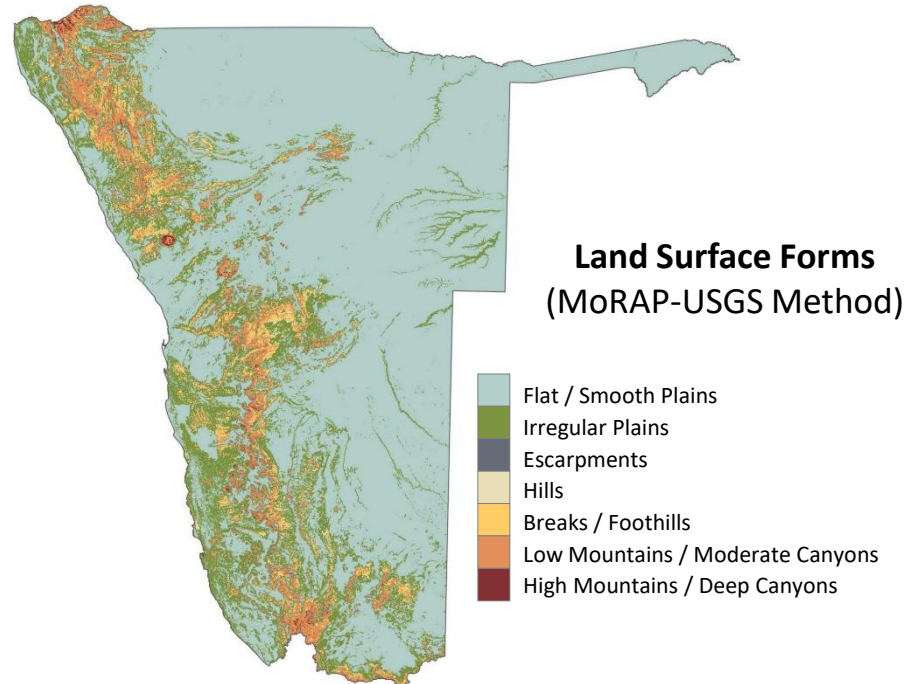 Land Surface Forms
(MoRAP-USGS Method)
Flat / Smooth Plains
Irregular Plains
Escarpments
Hills
Breaks / Foothills
Low Mountains / Moderate Canyons
High Mountains / Deep Canyons